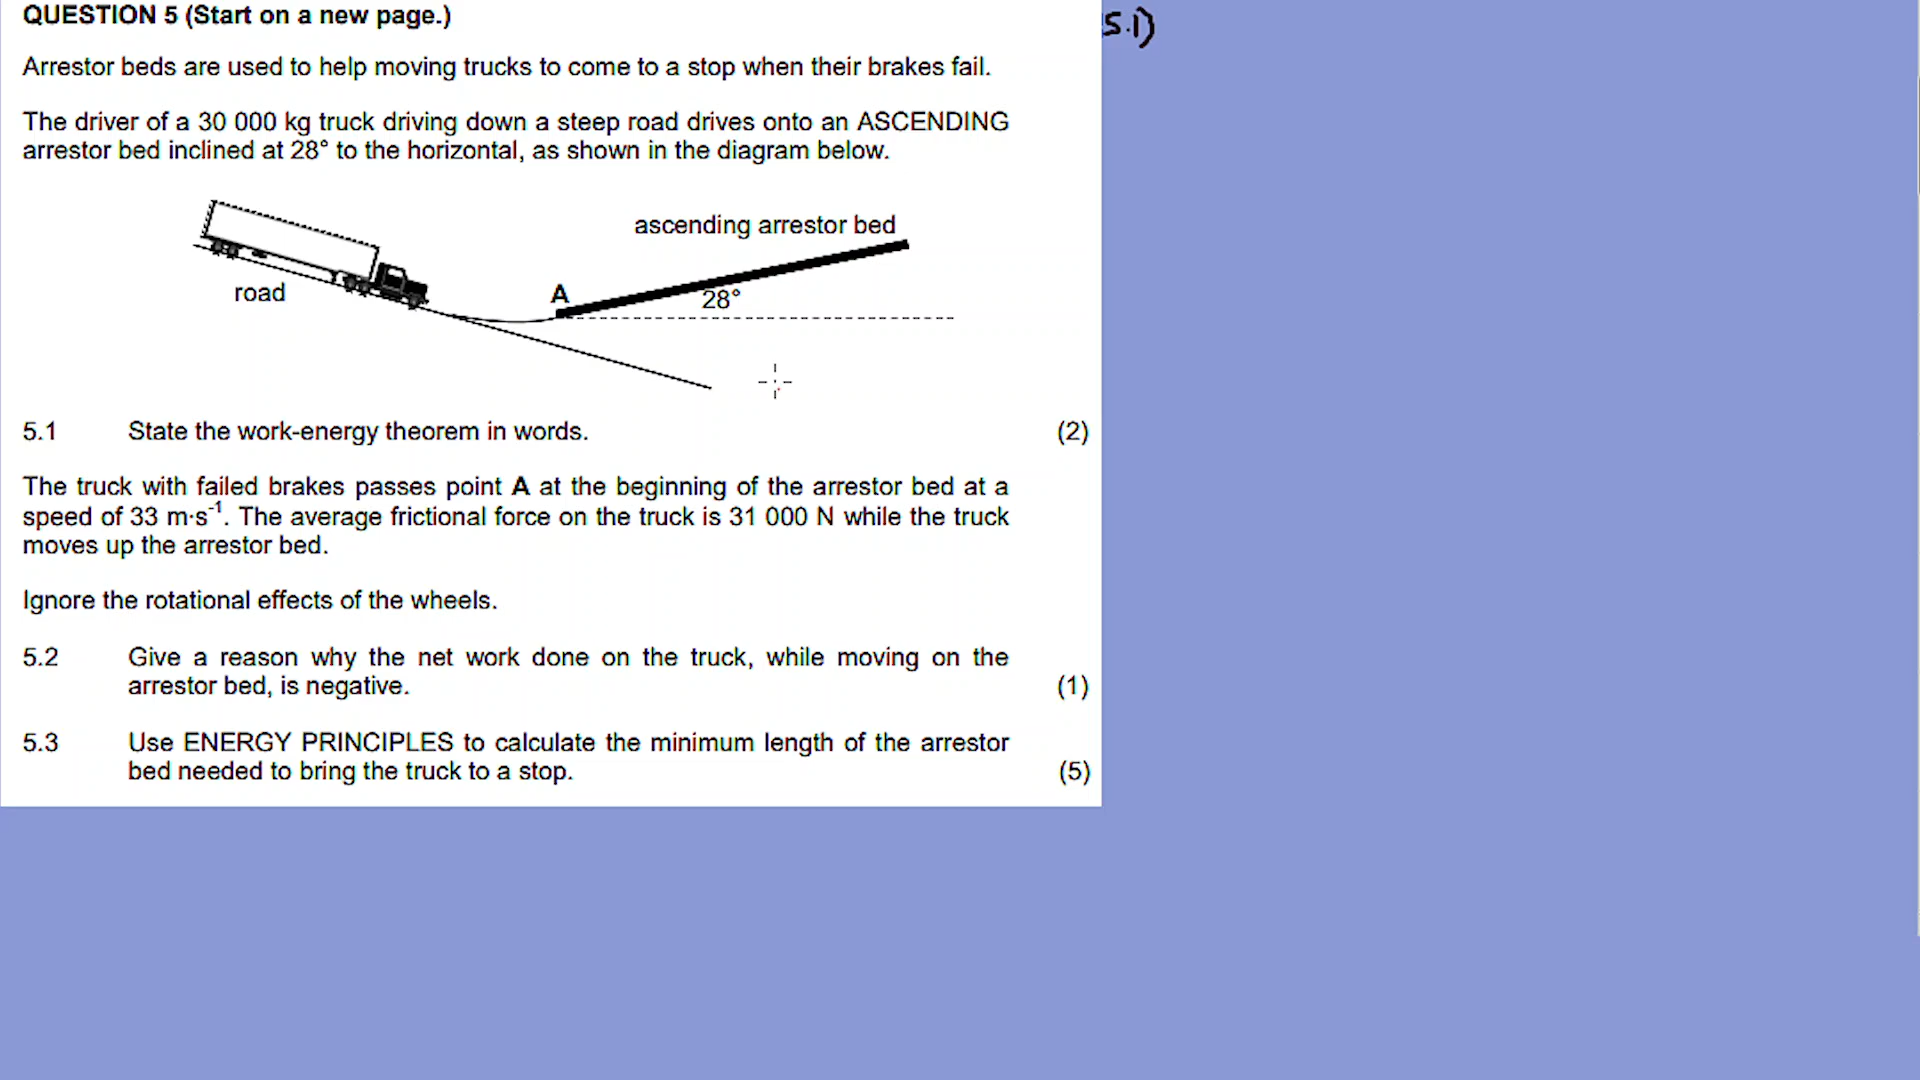 QUESTION 5 (Start on a new page.)
5.1)
Arrestor beds are used to help moving trucks to come to a stop when their brakes fail.
The driver of a 30 000 kg truck driving down a steep road drives onto an ASCENDING
arrestor bed inclined at 28° to the horizontal, as shown in the diagram below.
ascending arrestor bed
road
A
28°
5.1 State the work-energy theorem in words. (2)
The truck with failed brakes passes point A at the beginning of the arrestor bed at a
speed of 33 m·s⁻¹. The average frictional force on the truck is 31 000 N while the truck
moves up the arrestor bed.
Ignore the rotational effects of the wheels.
5.2 Give a reason why the net work done on the truck, while moving on the
arrestor bed, is negative. (1)
5.3 Use ENERGY PRINCIPLES to calculate the minimum length of the arrestor
bed needed to bring the truck to a stop. (5)